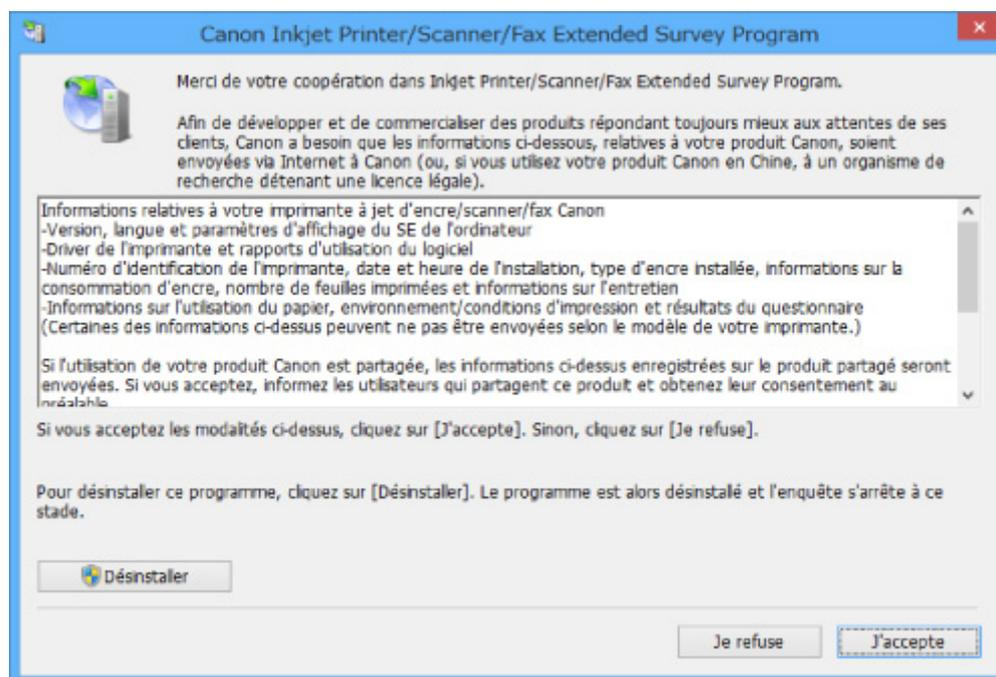 Canon Inkjet Printer/Scanner/Fax Extended Survey Program
Merci de votre coopération dans Inkjet Printer/Scanner/Fax Extended Survey Program.
Afin de développer et de commercialiser des produits répondant toujours mieux aux attentes de ses
clients, Canon a besoin que les informations ci-dessous, relatives à votre produit Canon, soient
envoyées via Internet à Canon (ou, si vous utilisez votre produit Canon en Chine, à un organisme de
recherche détenant une licence légale).
Informations relatives à votre imprimante à jet d'encre/scanner/fax Canon
-Version, langue et paramètres d'affichage du SE de l'ordinateur
-Driver de l'imprimante et rapports d'utilisation du logiciel
-Numéro d'identification de l'imprimante, date et heure de l'installation, type d'encre installée, informations sur la
consommation d'encre, nombre de feuilles imprimées et informations sur l'entretien
-Informations sur l'utilisation du papier, environnement/conditions d'impression et résultats du questionnaire
(Certaines des informations ci-dessus peuvent ne pas être envoyées selon le modèle de votre imprimante.)
Si l'utilisation de votre produit Canon est partagée, les informations ci-dessus enregistrées sur le produit partagé seront
envoyées. Si vous acceptez, informez les utilisateurs qui partagent ce produit et obtenez leur consentement au
préalable
Si vous acceptez les modalités ci-dessus, cliquez sur [J'accepte]. Sinon, cliquez sur [Je refuse].
Pour désinstaller ce programme, cliquez sur [Désinstaller]. Le programme est alors désinstallé et l'enquête s'arrête à ce
stade.
Désinstaller
Je refuse
J'accepte